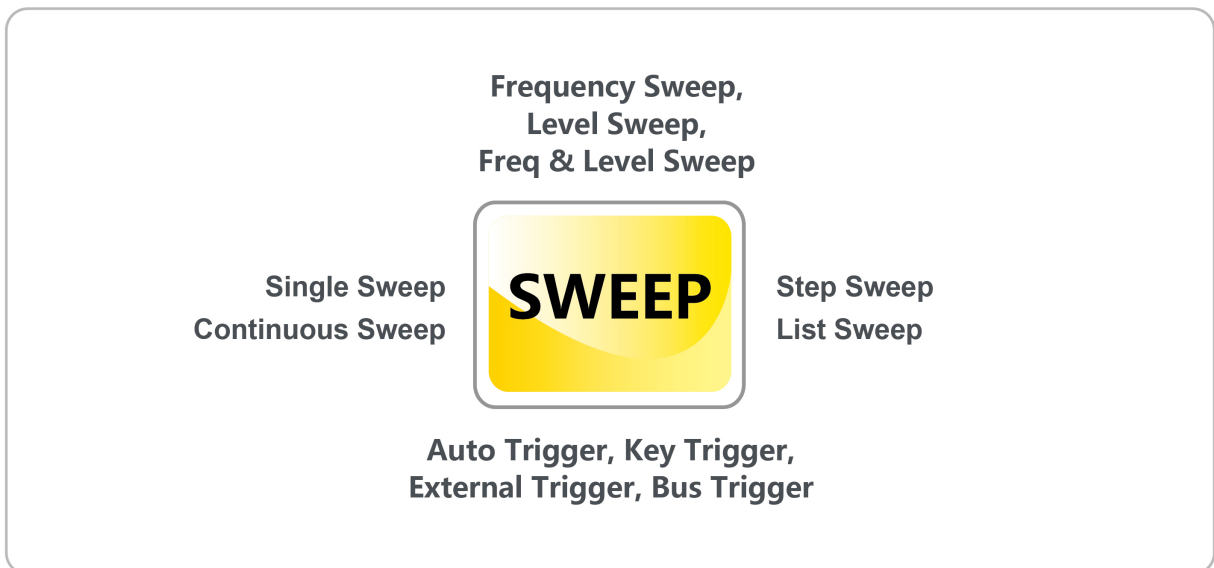 Frequency Sweep,
Level Sweep,
Freq & Level Sweep
Single Sweep
Continuous Sweep
SWEEP
Step Sweep
List Sweep
Auto Trigger, Key Trigger,
External Trigger, Bus Trigger